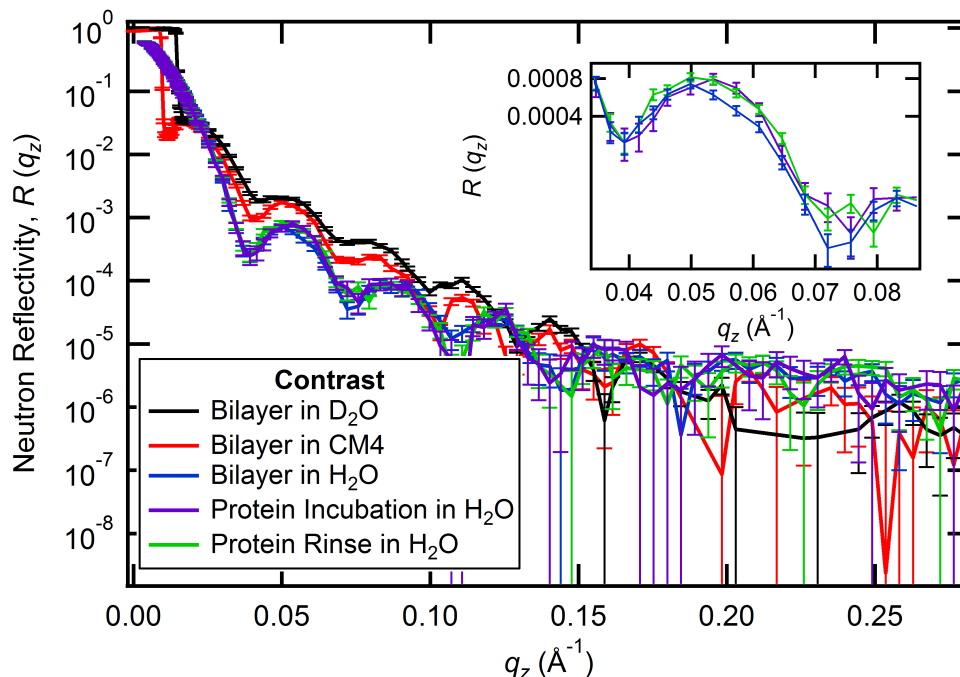 Neutron Reflectivity, R (q_z)
10^0
10^-1
10^-2
10^-3
10^-4
10^-5
10^-6
10^-7
10^-8
0.00 0.05 0.10 0.15 0.20 0.25
q_z (Å^-1)
R (q_z)
0.0008
0.0004
0.04 0.05 0.06 0.07 0.08
q_z (Å^-1)
Contrast
Bilayer in D₂O
Bilayer in CM4
Bilayer in H₂O
Protein Incubation in H₂O
Protein Rinse in H₂O